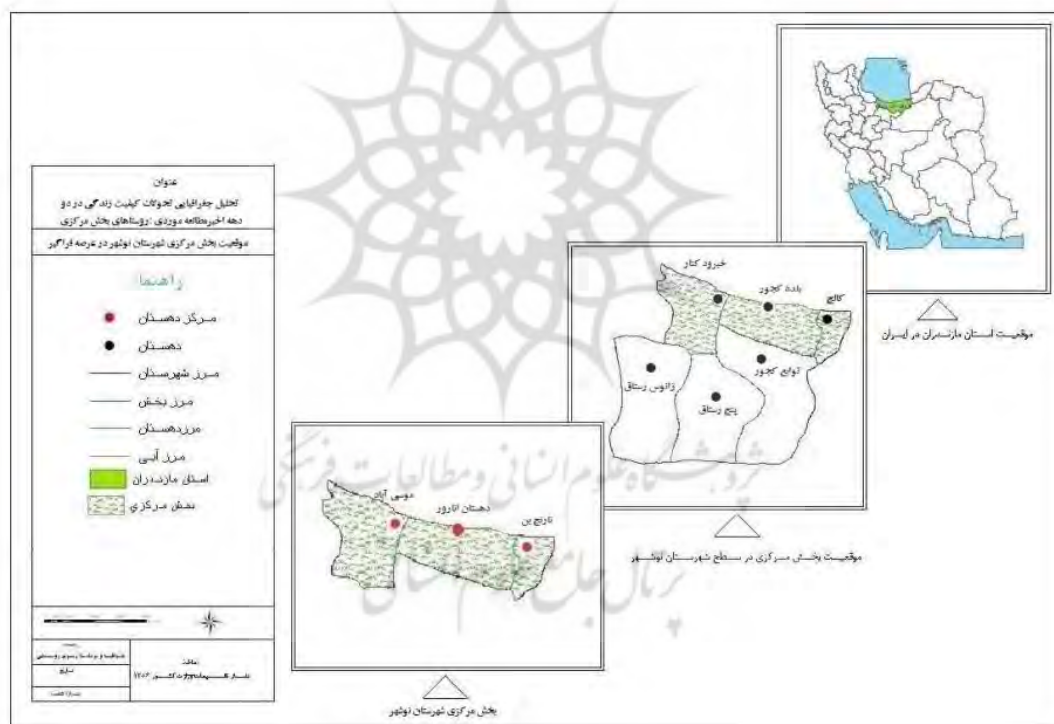 عنوان
تحلیل جغرافیایی تحولات کیفیت زندگی در دو
دهه اخیرمطالعه موردی :روستاهای بخش مرکزی
موقعیت بخش مرکزی شهرستان نوشهر در عرصه فراگیر
راهنما
مرکز دهستان
دهستان
مرز شهرستان
مرز بخش
مرزدهستان
مرز آبی
استان مازندران
بخش مرکزی
موقعیت استان مازندران در ایران
خیرود کنار
بلده کجور
کالج
توابع کجور
زانوس رستاق
پنج رستاق
موقعیت بخش مرکزی در سطح شهرستان نوشهر
موسی آباد
دهستان انارور
نارنج بن
بخش مرکزی شهرستان نوشهر
پژوهشگاه علوم انسانی و مطالعات فرهنگی
پرتال جامع علوم انسانی